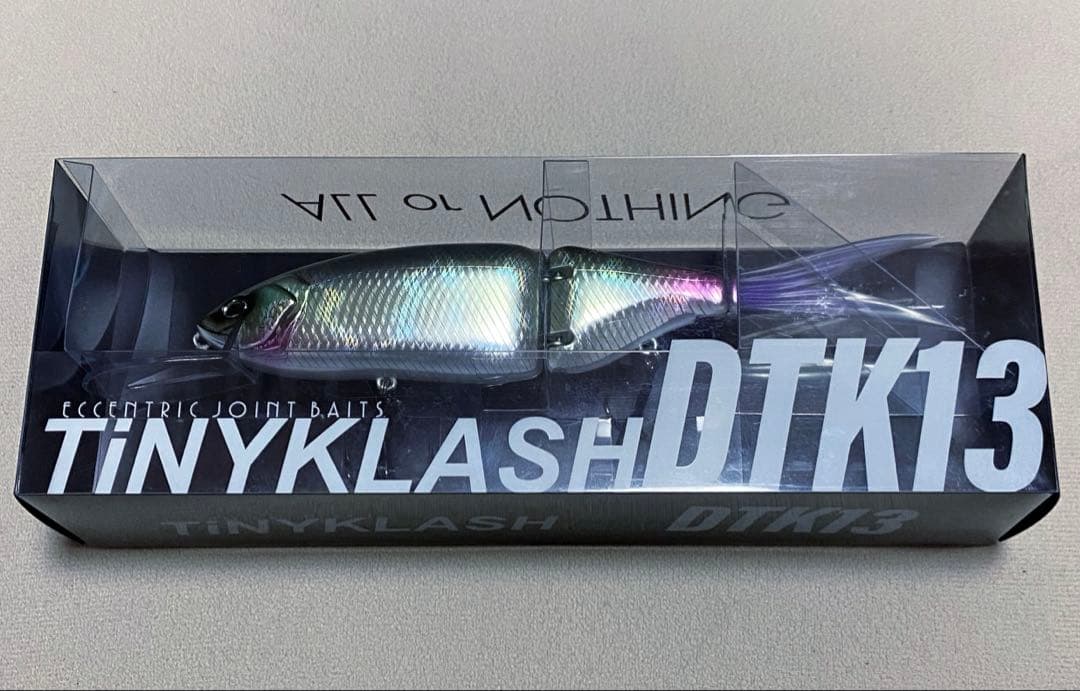 ALL or NOTHING
ECCENTRIC JOINT BAITS
TiNYKLASH DTK13
TiNYKLASH DTK13